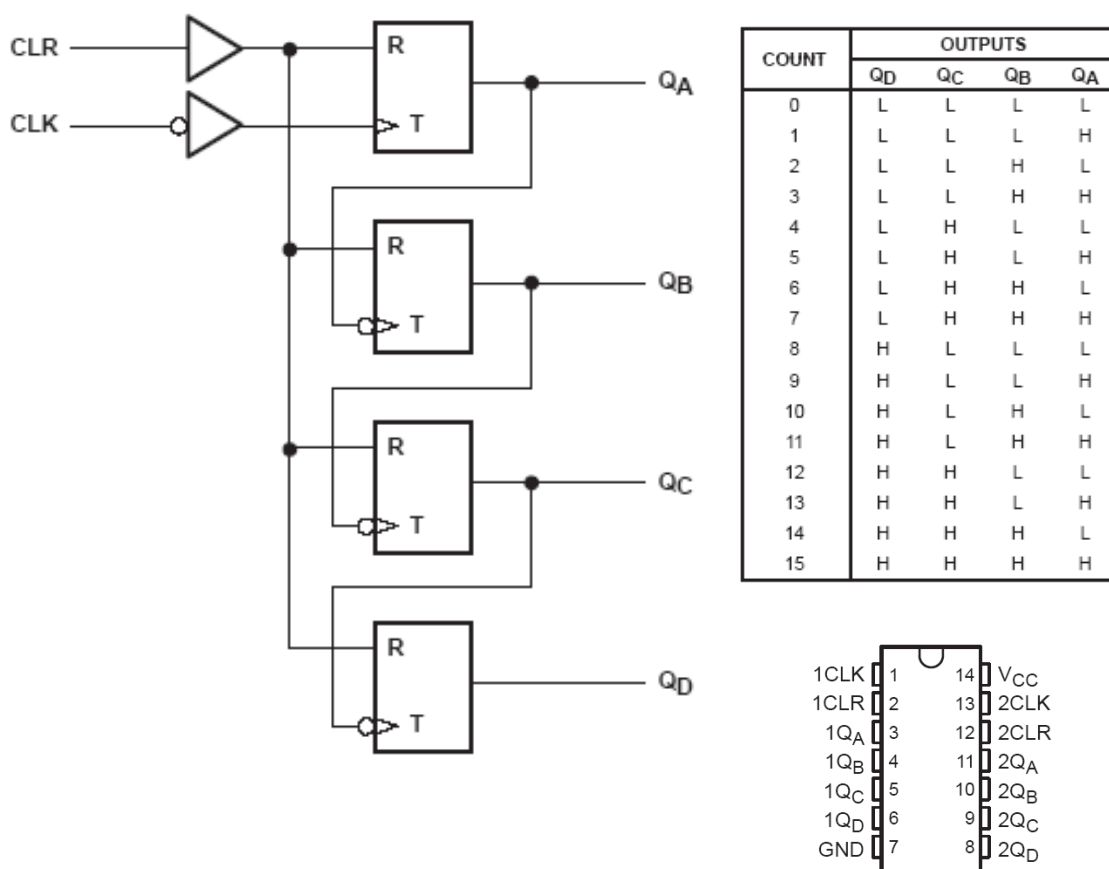 CLR
R
QA
CLK
T
R
QB
T
R
QC
T
R
QD
T
COUNT OUTPUTS
QD QC QB QA
0 L L L L
1 L L L H
2 L L H L
3 L L H H
4 L H L L
5 L H L H
6 L H H L
7 L H H H
8 H L L L
9 H L L H
10 H L H L
11 H L H H
12 H H L L
13 H H L H
14 H H H L
15 H H H H
1CLK 1 14 VCC
1CLR 2 13 2CLK
1QA 3 12 2CLR
1QB 4 11 2QA
1QC 5 10 2QB
1QD 6 9 2QC
GND 7 8 2QD